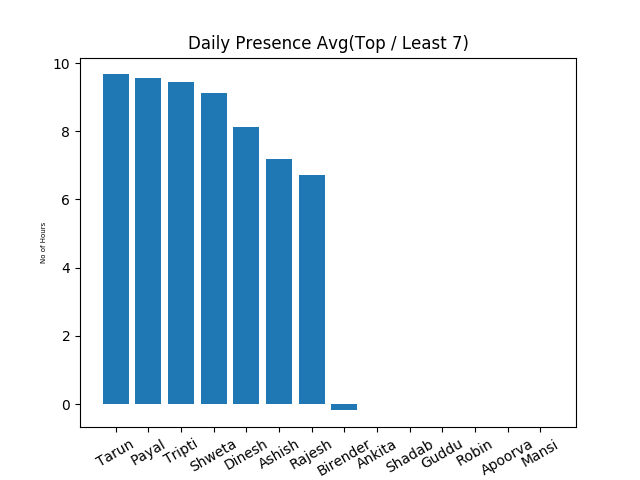 Daily Presence Avg(Top / Least 7)
10
8
6
4
2
0
No of Hours
Tarun
Payal
Tripti
Shweta
Dinesh
Ashish
Rajesh
Birender
Ankita
Shadab
Guddu
Robin
Apoorva
Mansi